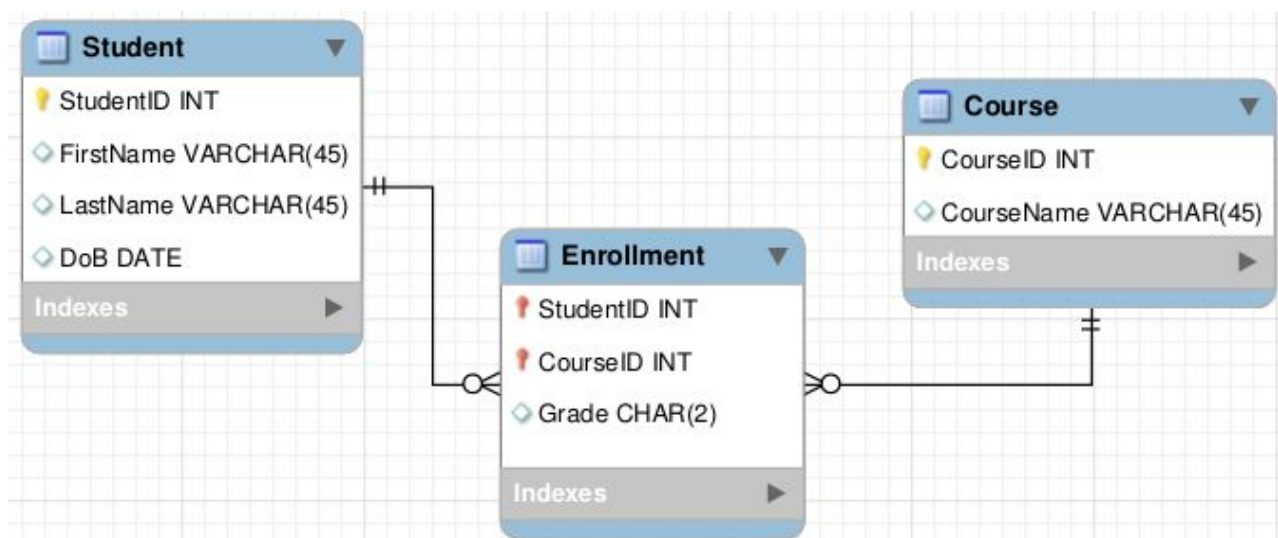 Student
StudentID INT
FirstName VARCHAR(45)
LastName VARCHAR(45)
DoB DATE
Indexes
Enrollment
StudentID INT
CourseID INT
Grade CHAR(2)
Indexes
Course
CourseID INT
CourseName VARCHAR(45)
Indexes